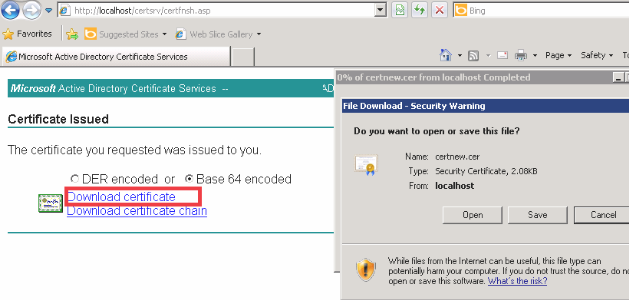 http://localhost/certsrv/certfnsh.asp
Bing
Favorites
Suggested Sites
Web Slice Gallery
Microsoft Active Directory Certificate Services
Page
Safety
Microsoft Active Directory Certificate Services --
AD
Certificate Issued
The certificate you requested was issued to you.
DER encoded or Base 64 encoded
Download certificate
Download certificate chain
0% of certnew.cer from localhost Completed
File Download - Security Warning
Do you want to open or save this file?
Name: certnew.cer
Type: Security Certificate, 2.08KB
From: localhost
Open
Save
Cancel
While files from the Internet can be useful, this file type can
potentially harm your computer. If you do not trust the source, do no
open or save this software. What's the risk?